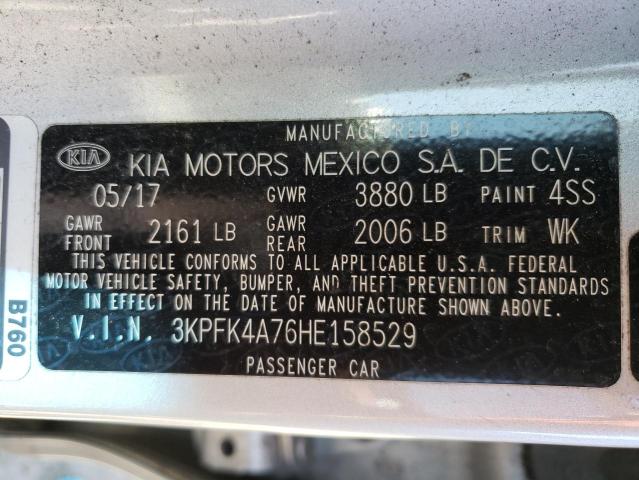 MANUFACTURED BY
KIA KIA MOTORS MEXICO S.A. DE C.V.
05/17 GVWR 3880 LB PAINT 4SS
GAWR FRONT 2161 LB GAWR REAR 2006 LB TRIM WK
THIS VEHICLE CONFORMS TO ALL APPLICABLE U.S.A. FEDERAL
MOTOR VEHICLE SAFETY, BUMPER, AND THEFT PREVENTION STANDARDS
IN EFFECT ON THE DATE OF MANUFACTURE SHOWN ABOVE.
V.I.N. 3KPFK4A76HE158529
PASSENGER CAR
B760